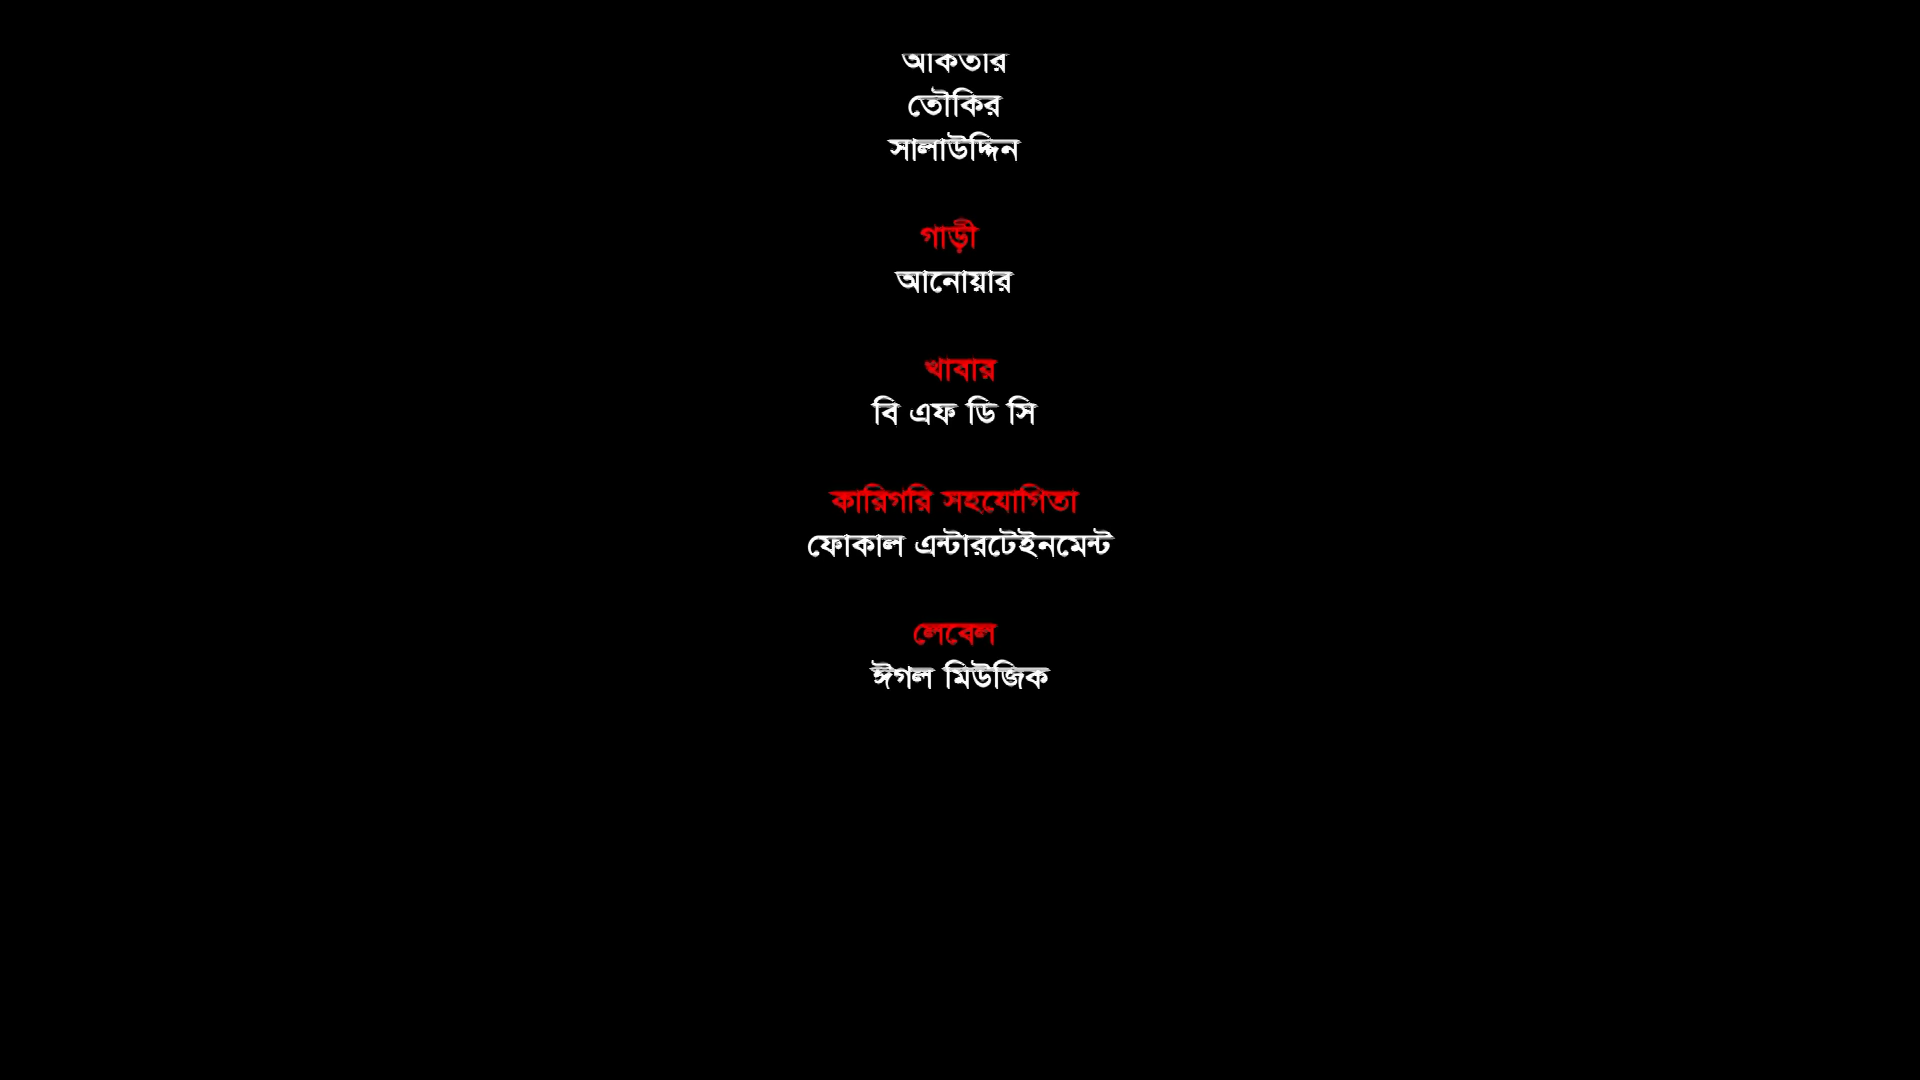 আকতার
তৌকির
সালাউদ্দিন
গাড়ী
আনোয়ার
খাবার
বি এফ ডি সি
কারিগরি সহযোগিতা
ফোকাল এন্টারটেইনমেন্ট
লেবেল
ঈগল মিউজিক